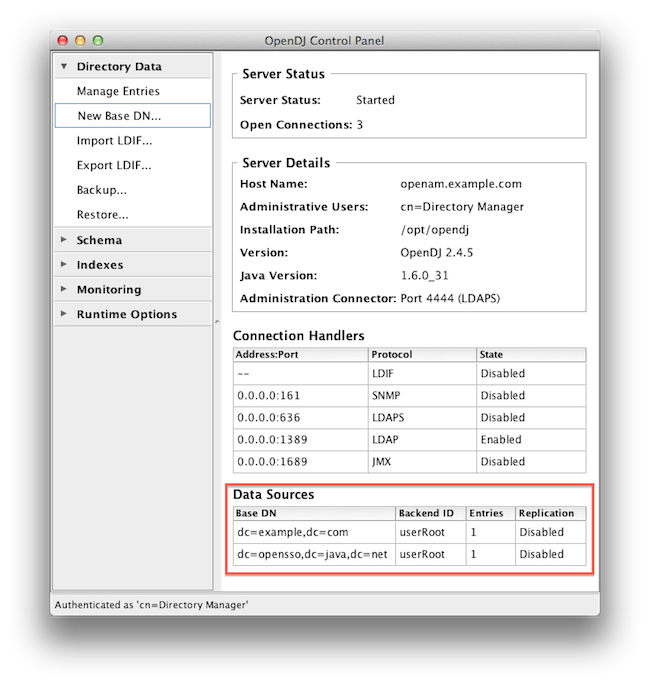 OpenDJ Control Panel
Directory Data
Manage Entries
New Base DN...
Import LDIF...
Export LDIF...
Backup...
Restore...
Schema
Indexes
Monitoring
Runtime Options
Server Status
Server Status: Started
Open Connections: 3
Server Details
Host Name: openam.example.com
Administrative Users: cn=Directory Manager
Installation Path: /opt/opendj
Version: OpenDJ 2.4.5
Java Version: 1.6.0_31
Administration Connector: Port 4444 (LDAPS)
Connection Handlers
Address:Port Protocol State
-- LDIF Disabled
0.0.0.0:161 SNMP Disabled
0.0.0.0:636 LDAPS Disabled
0.0.0.0:1389 LDAP Enabled
0.0.0.0:1689 JMX Disabled
Data Sources
Base DN Backend ID Entries Replication
dc=example,dc=com userRoot 1 Disabled
dc=opensso,dc=java,dc=net userRoot 1 Disabled
Authenticated as 'cn=Directory Manager'